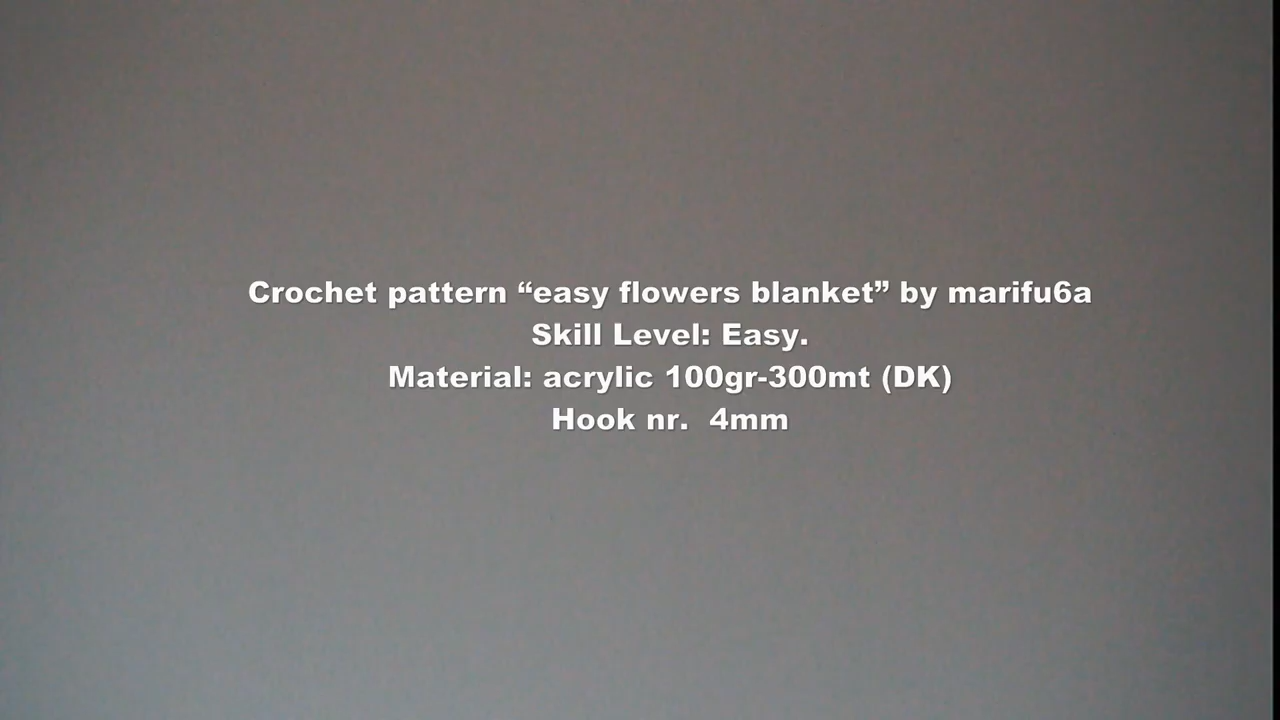 Crochet pattern “easy flowers blanket” by marifu6a
Skill Level: Easy.
Material: acrylic 100gr-300mt (DK)
Hook nr.  4mm